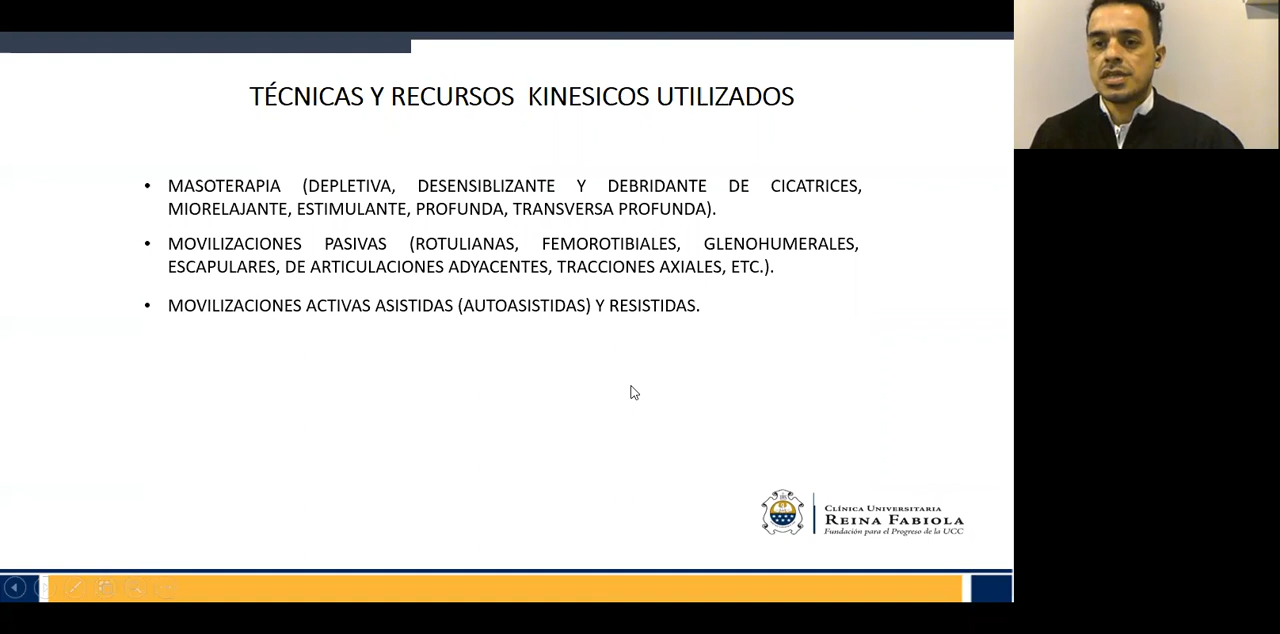 TÉCNICAS Y RECURSOS KINESICOS UTILIZADOS
• MASOTERAPIA (DEPLETIVA, DESENSIBLIZANTE Y DEBRIDANTE DE CICATRICES,
MIORELAJANTE, ESTIMULANTE, PROFUNDA, TRANSVERSA PROFUNDA).
• MOVILIZACIONES PASIVAS (ROTULIANAS, FEMOROTIBIALES, GLENOHUMERALES,
ESCAPULARES, DE ARTICULACIONES ADYACENTES, TRACCIONES AXIALES, ETC.).
• MOVILIZACIONES ACTIVAS ASISTIDAS (AUTOASISTIDAS) Y RESISTIDAS.
CLÍNICA UNIVERSITARIA
REINA FABIOLA
Fundación para el Progreso de la UCC